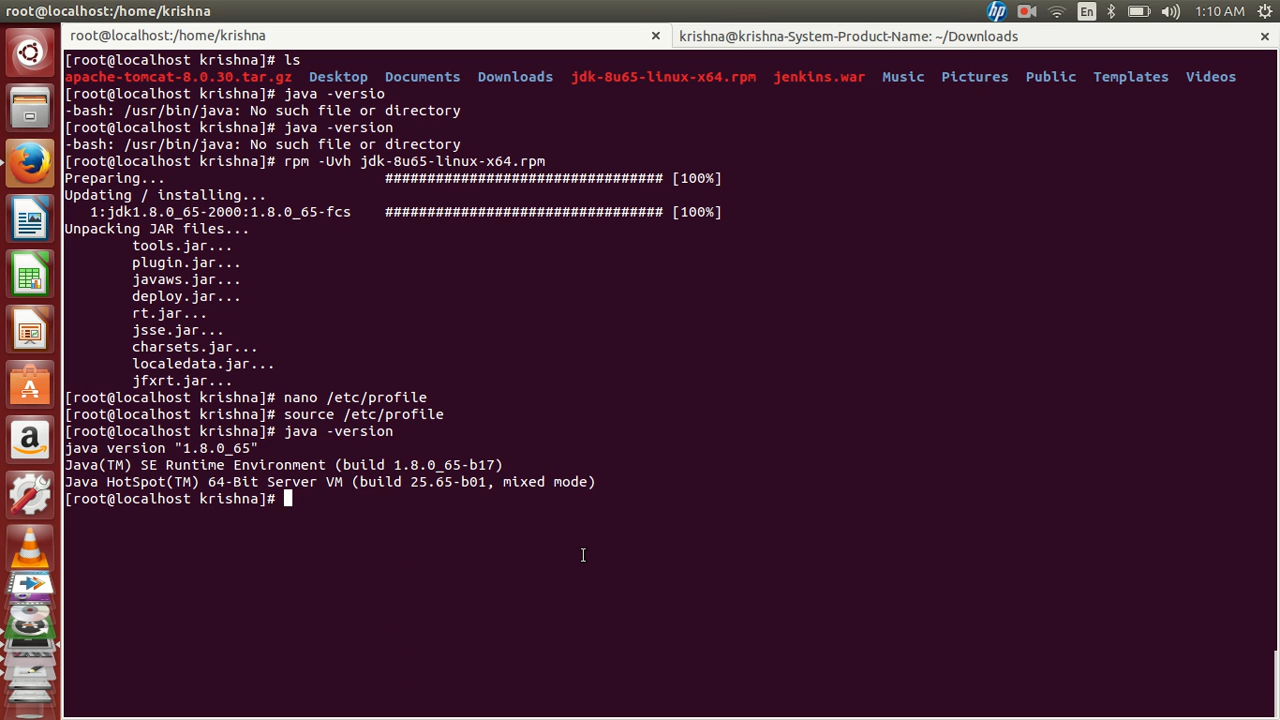 root@localhost:/home/krishna
En
1:10 AM
root@localhost:/home/krishna
krishna@krishna-System-Product-Name: ~/Downloads
[root@localhost krishna]# ls
apache-tomcat-8.0.30.tar.gz Desktop Documents Downloads jdk-8u65-linux-x64.rpm jenkins.war Music Pictures Public Templates Videos
[root@localhost krishna]# java -versio
-bash: /usr/bin/java: No such file or directory
[root@localhost krishna]# java -version
-bash: /usr/bin/java: No such file or directory
[root@localhost krishna]# rpm -Uvh jdk-8u65-linux-x64.rpm
Preparing... ################################# [100%]
Updating / installing...
1:jdk1.8.0_65-2000:1.8.0_65-fcs ################################# [100%]
Unpacking JAR files...
tools.jar...
plugin.jar...
javaws.jar...
deploy.jar...
rt.jar...
jsse.jar...
charsets.jar...
localedata.jar...
jfxrt.jar...
[root@localhost krishna]# nano /etc/profile
[root@localhost krishna]# source /etc/profile
[root@localhost krishna]# java -version
java version "1.8.0_65"
Java(TM) SE Runtime Environment (build 1.8.0_65-b17)
Java HotSpot(TM) 64-Bit Server VM (build 25.65-b01, mixed mode)
[root@localhost krishna]#